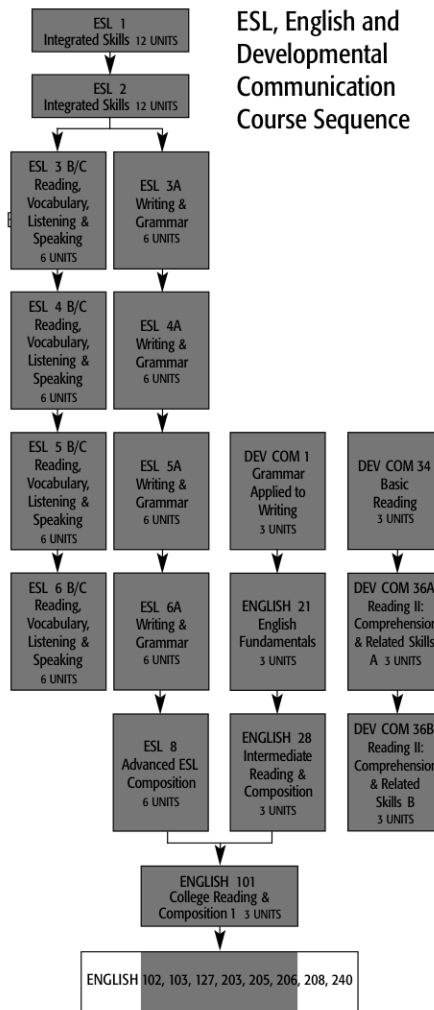 ESL, English and
Developmental
Communication
Course Sequence
ESL 1
Integrated Skills 12 UNITS
ESL 2
Integrated Skills 12 UNITS
ESL 3 B/C
Reading,
Vocabulary,
Listening &
Speaking
6 UNITS
ESL 3A
Writing &
Grammar
6 UNITS
ESL 4 B/C
Reading,
Vocabulary,
Listening &
Speaking
6 UNITS
ESL 4A
Writing &
Grammar
6 UNITS
ESL 5 B/C
Reading,
Vocabulary,
Listening &
Speaking
6 UNITS
ESL 5A
Writing &
Grammar
6 UNITS
DEV COM 1
Grammar
Applied to
Writing
3 UNITS
DEV COM 34
Basic
Reading
3 UNITS
ESL 6 B/C
Reading,
Vocabulary,
Listening &
Speaking
6 UNITS
ESL 6A
Writing &
Grammar
6 UNITS
ENGLISH 21
English
Fundamentals
3 UNITS
DEV COM 36A
Reading II:
Comprehension
& Related Skills
A 3 UNITS
ESL 8
Advanced ESL
Composition
6 UNITS
ENGLISH 28
Intermediate
Reading &
Composition
3 UNITS
DEV COM 36B
Reading II:
Comprehension
& Related
Skills B
3 UNITS
ENGLISH 101
College Reading &
Composition I 3 UNITS
ENGLISH 102, 103, 127, 203, 205, 206, 208, 240